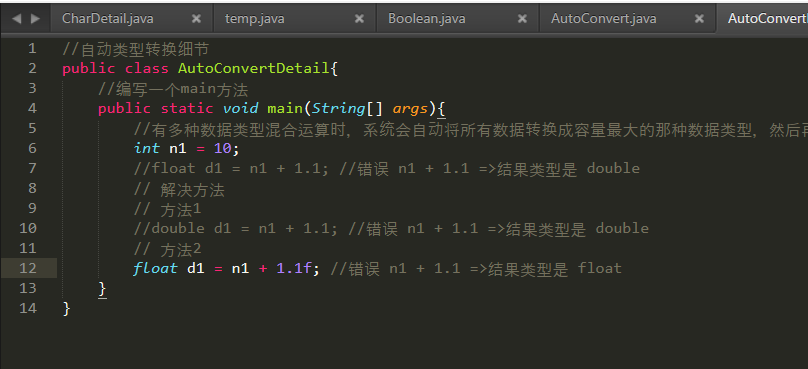 CharDetail.java × temp.java × Boolean.java × AutoConvert.java × AutoConvert
1 //自动类型转换细节
2 public class AutoConvertDetail{
3 //编写一个main方法
4 public static void main(String[] args){
5 //有多种数据类型混合运算时，系统会自动将所有数据转换成容量最大的那种数据类型，然后再
6 int n1 = 10;
7 //float d1 = n1 + 1.1; //错误 n1 + 1.1 =>结果类型是 double
8 // 解决方法
9 // 方法1
10 //double d1 = n1 + 1.1; //错误 n1 + 1.1 =>结果类型是 double
11 // 方法2
12 float d1 = n1 + 1.1f; //错误 n1 + 1.1 =>结果类型是 float
13 }
14 }